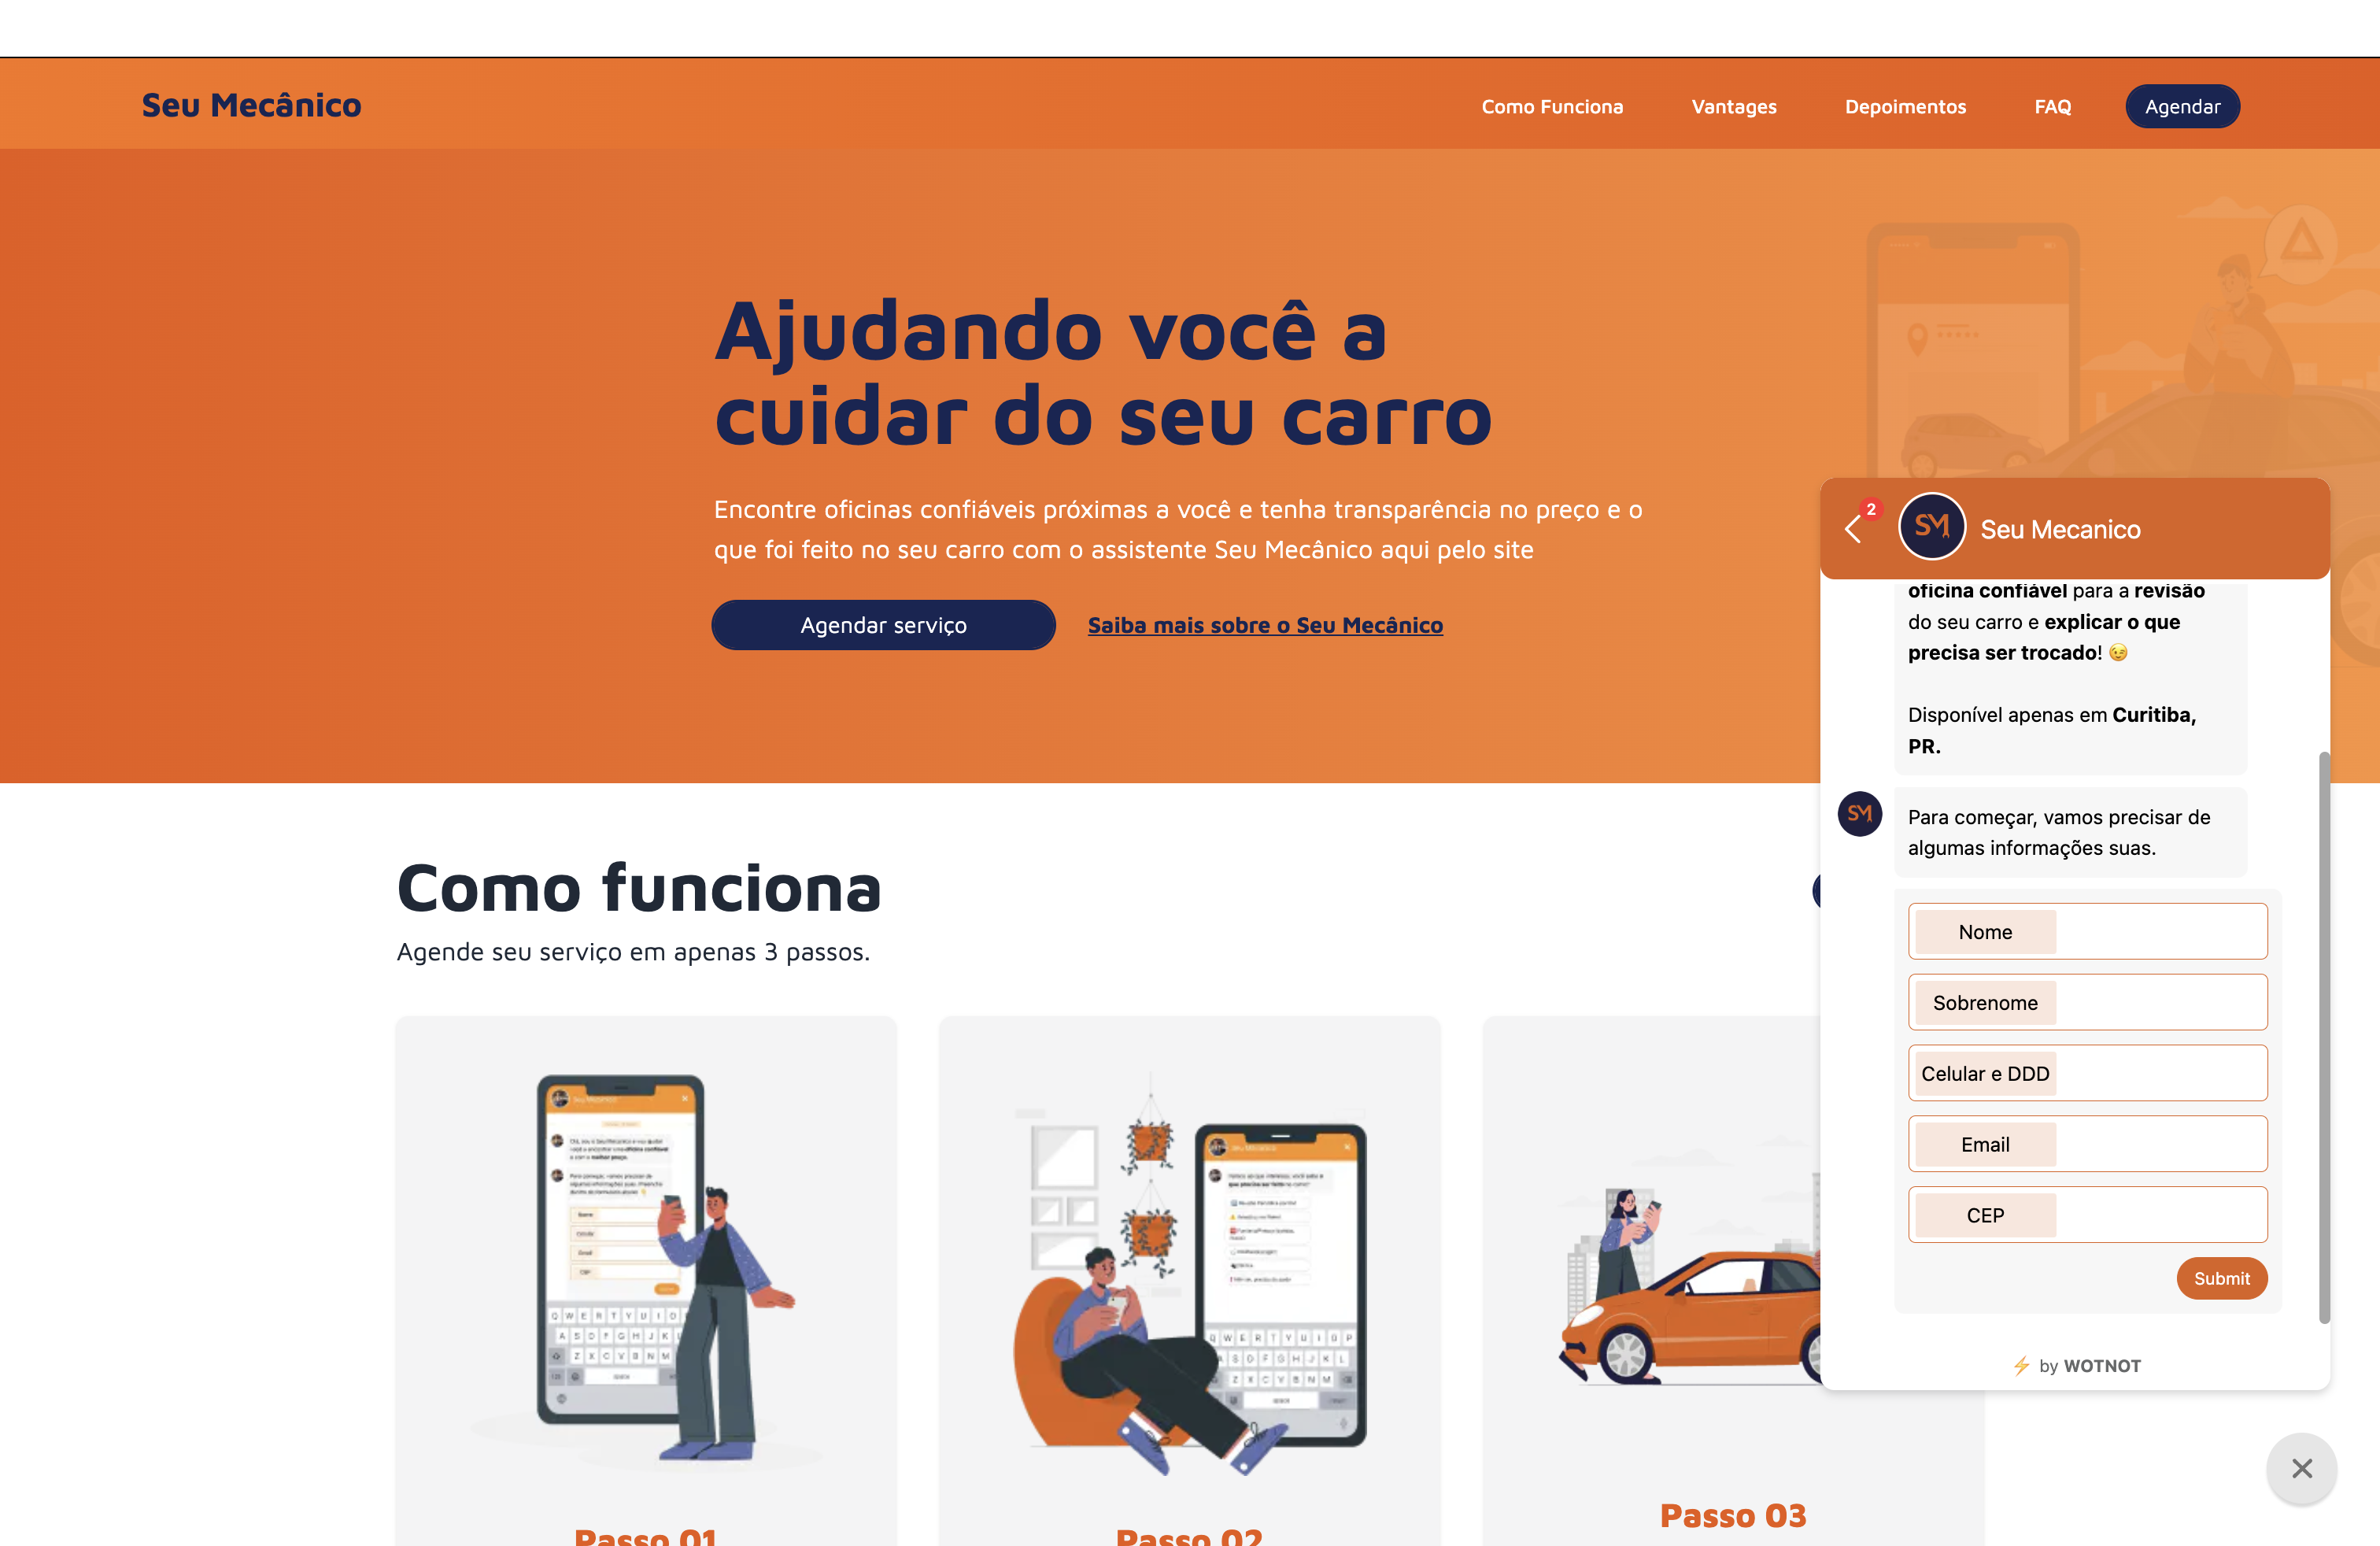 Seu Mecânico
Como Funciona
Vantages
Depoimentos
FAQ
Agendar
Ajudando você a
cuidar do seu carro
Encontre oficinas confiáveis próximas a você e tenha transparência no preço e o
que foi feito no seu carro com o assistente Seu Mecânico aqui pelo site
Agendar serviço
Saiba mais sobre o Seu Mecânico
Como funciona
Agende seu serviço em apenas 3 passos.
Passo 01
Passo 02
Passo 03
2
SM
Seu Mecanico
oficina confiável para a revisão
do seu carro e explicar o que
precisa ser trocado! 😉
Disponível apenas em Curitiba,
PR.
SM
Para começar, vamos precisar de
algumas informações suas.
Nome
Sobrenome
Celular e DDD
Email
CEP
Submit
⚡ by WOTNOT